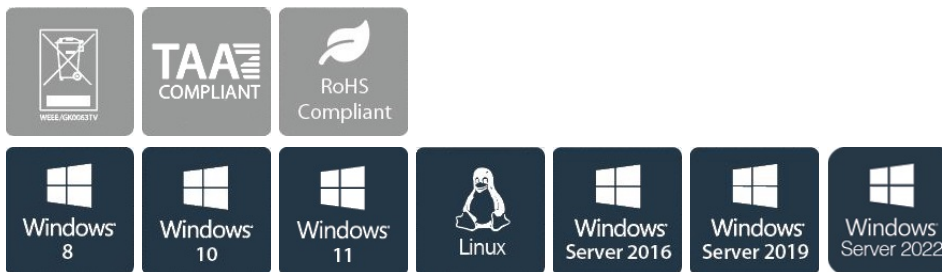 WEEE/GK0063TV
TAA
COMPLIANT
RoHS
Compliant
Windows
8
Windows
10
Windows
11
Linux
Windows
Server 2016
Windows
Server 2019
Windows
Server 2022